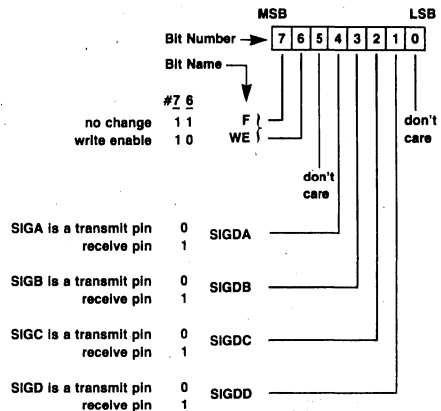 MSB LSB
Bit Number 7 6 5 4 3 2 1 0
Bit Name
#7 6
no change 1 1 F
write enable 1 0 WE
don't care
don't care
SIGA is a transmit pin 0 SIGDA
receive pin 1
SIGB is a transmit pin 0 SIGDB
receive pin 1
SIGC is a transmit pin 0 SIGDC
receive pin 1
SIGD is a transmit pin 0 SIGDD
receive pin 1